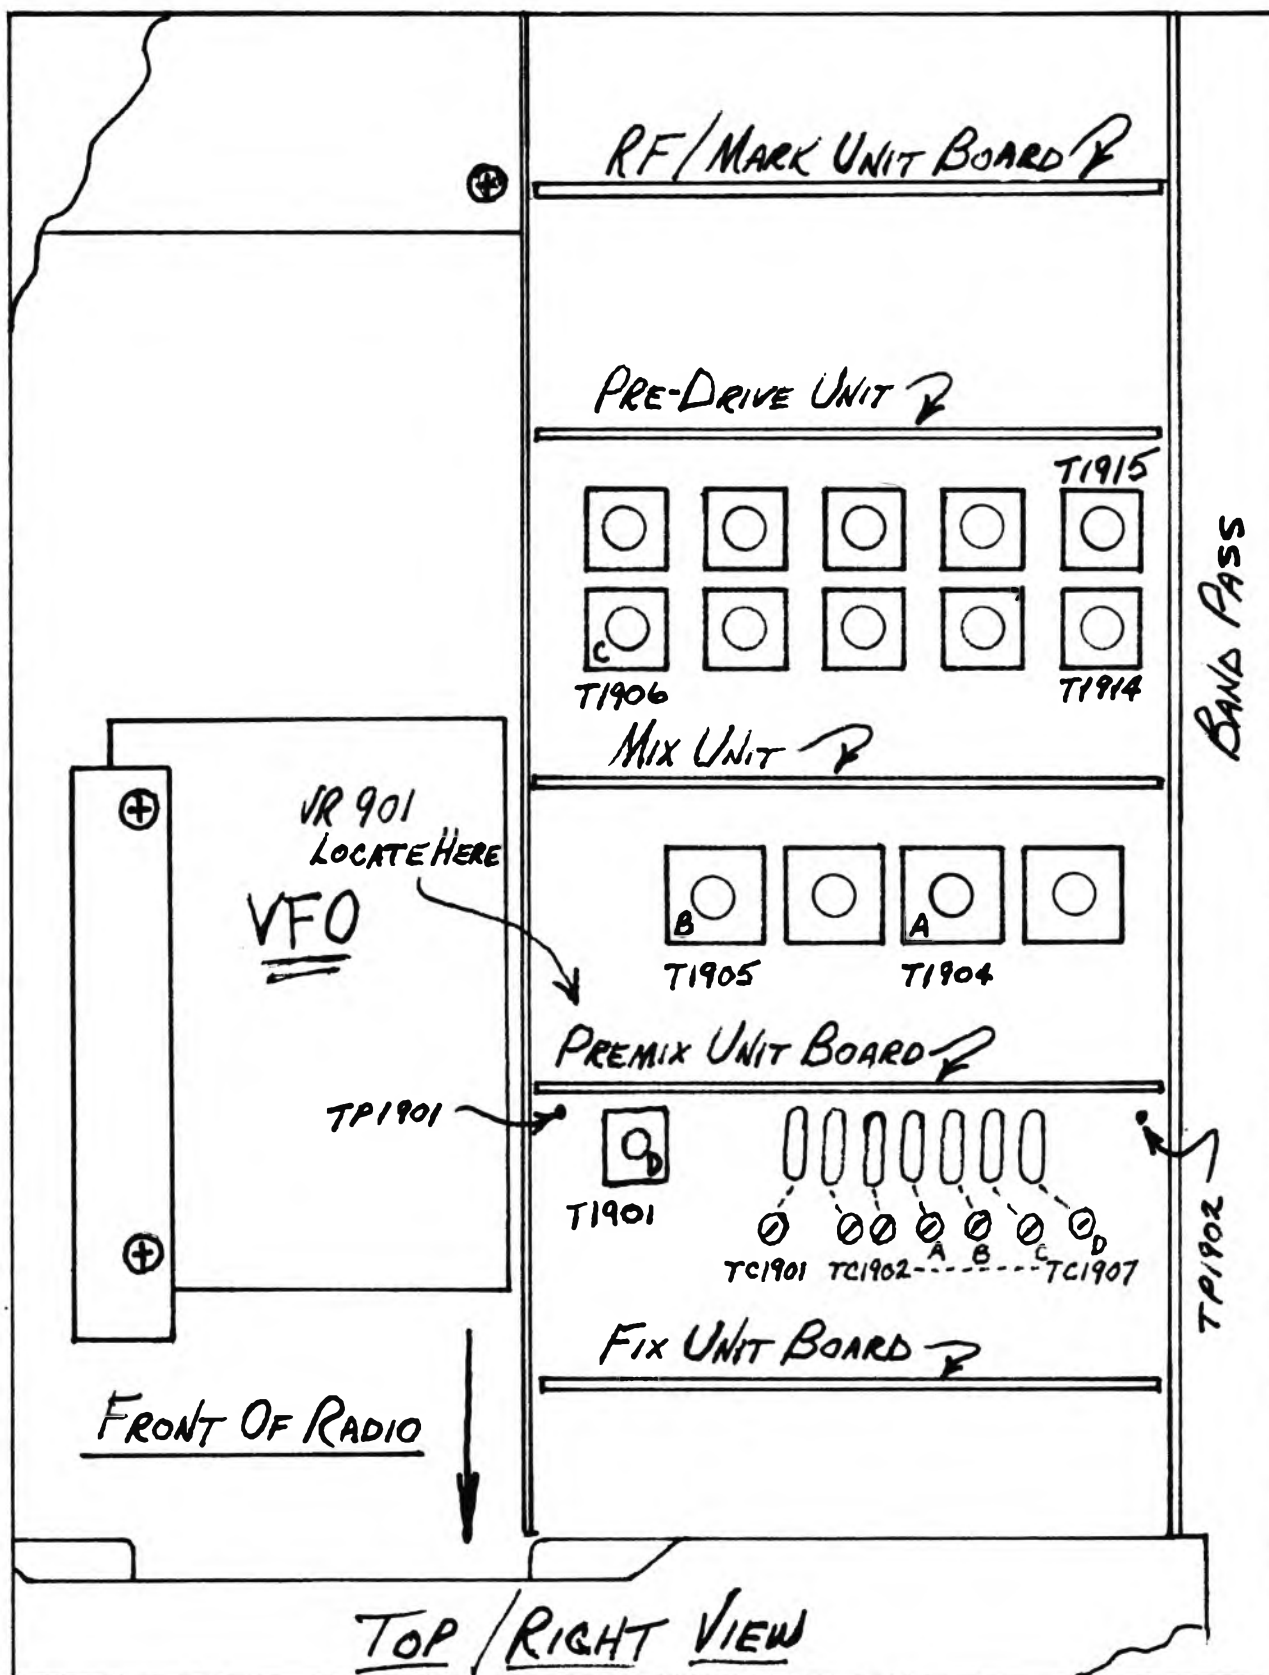 RF/MARK UNIT BOARD
PRE-DRIVE UNIT
T1915
C
T1906
T1914
BAND PASS
MIX UNIT
VR 901
LOCATE HERE
VFO
B
A
T1905
T1904
PREMIX UNIT BOARD
TP1901
D
T1901
A
B
C
D
TC1901
TC1902--------TC1907
TP1902
FIX UNIT BOARD
FRONT OF RADIO
TOP/RIGHT VIEW